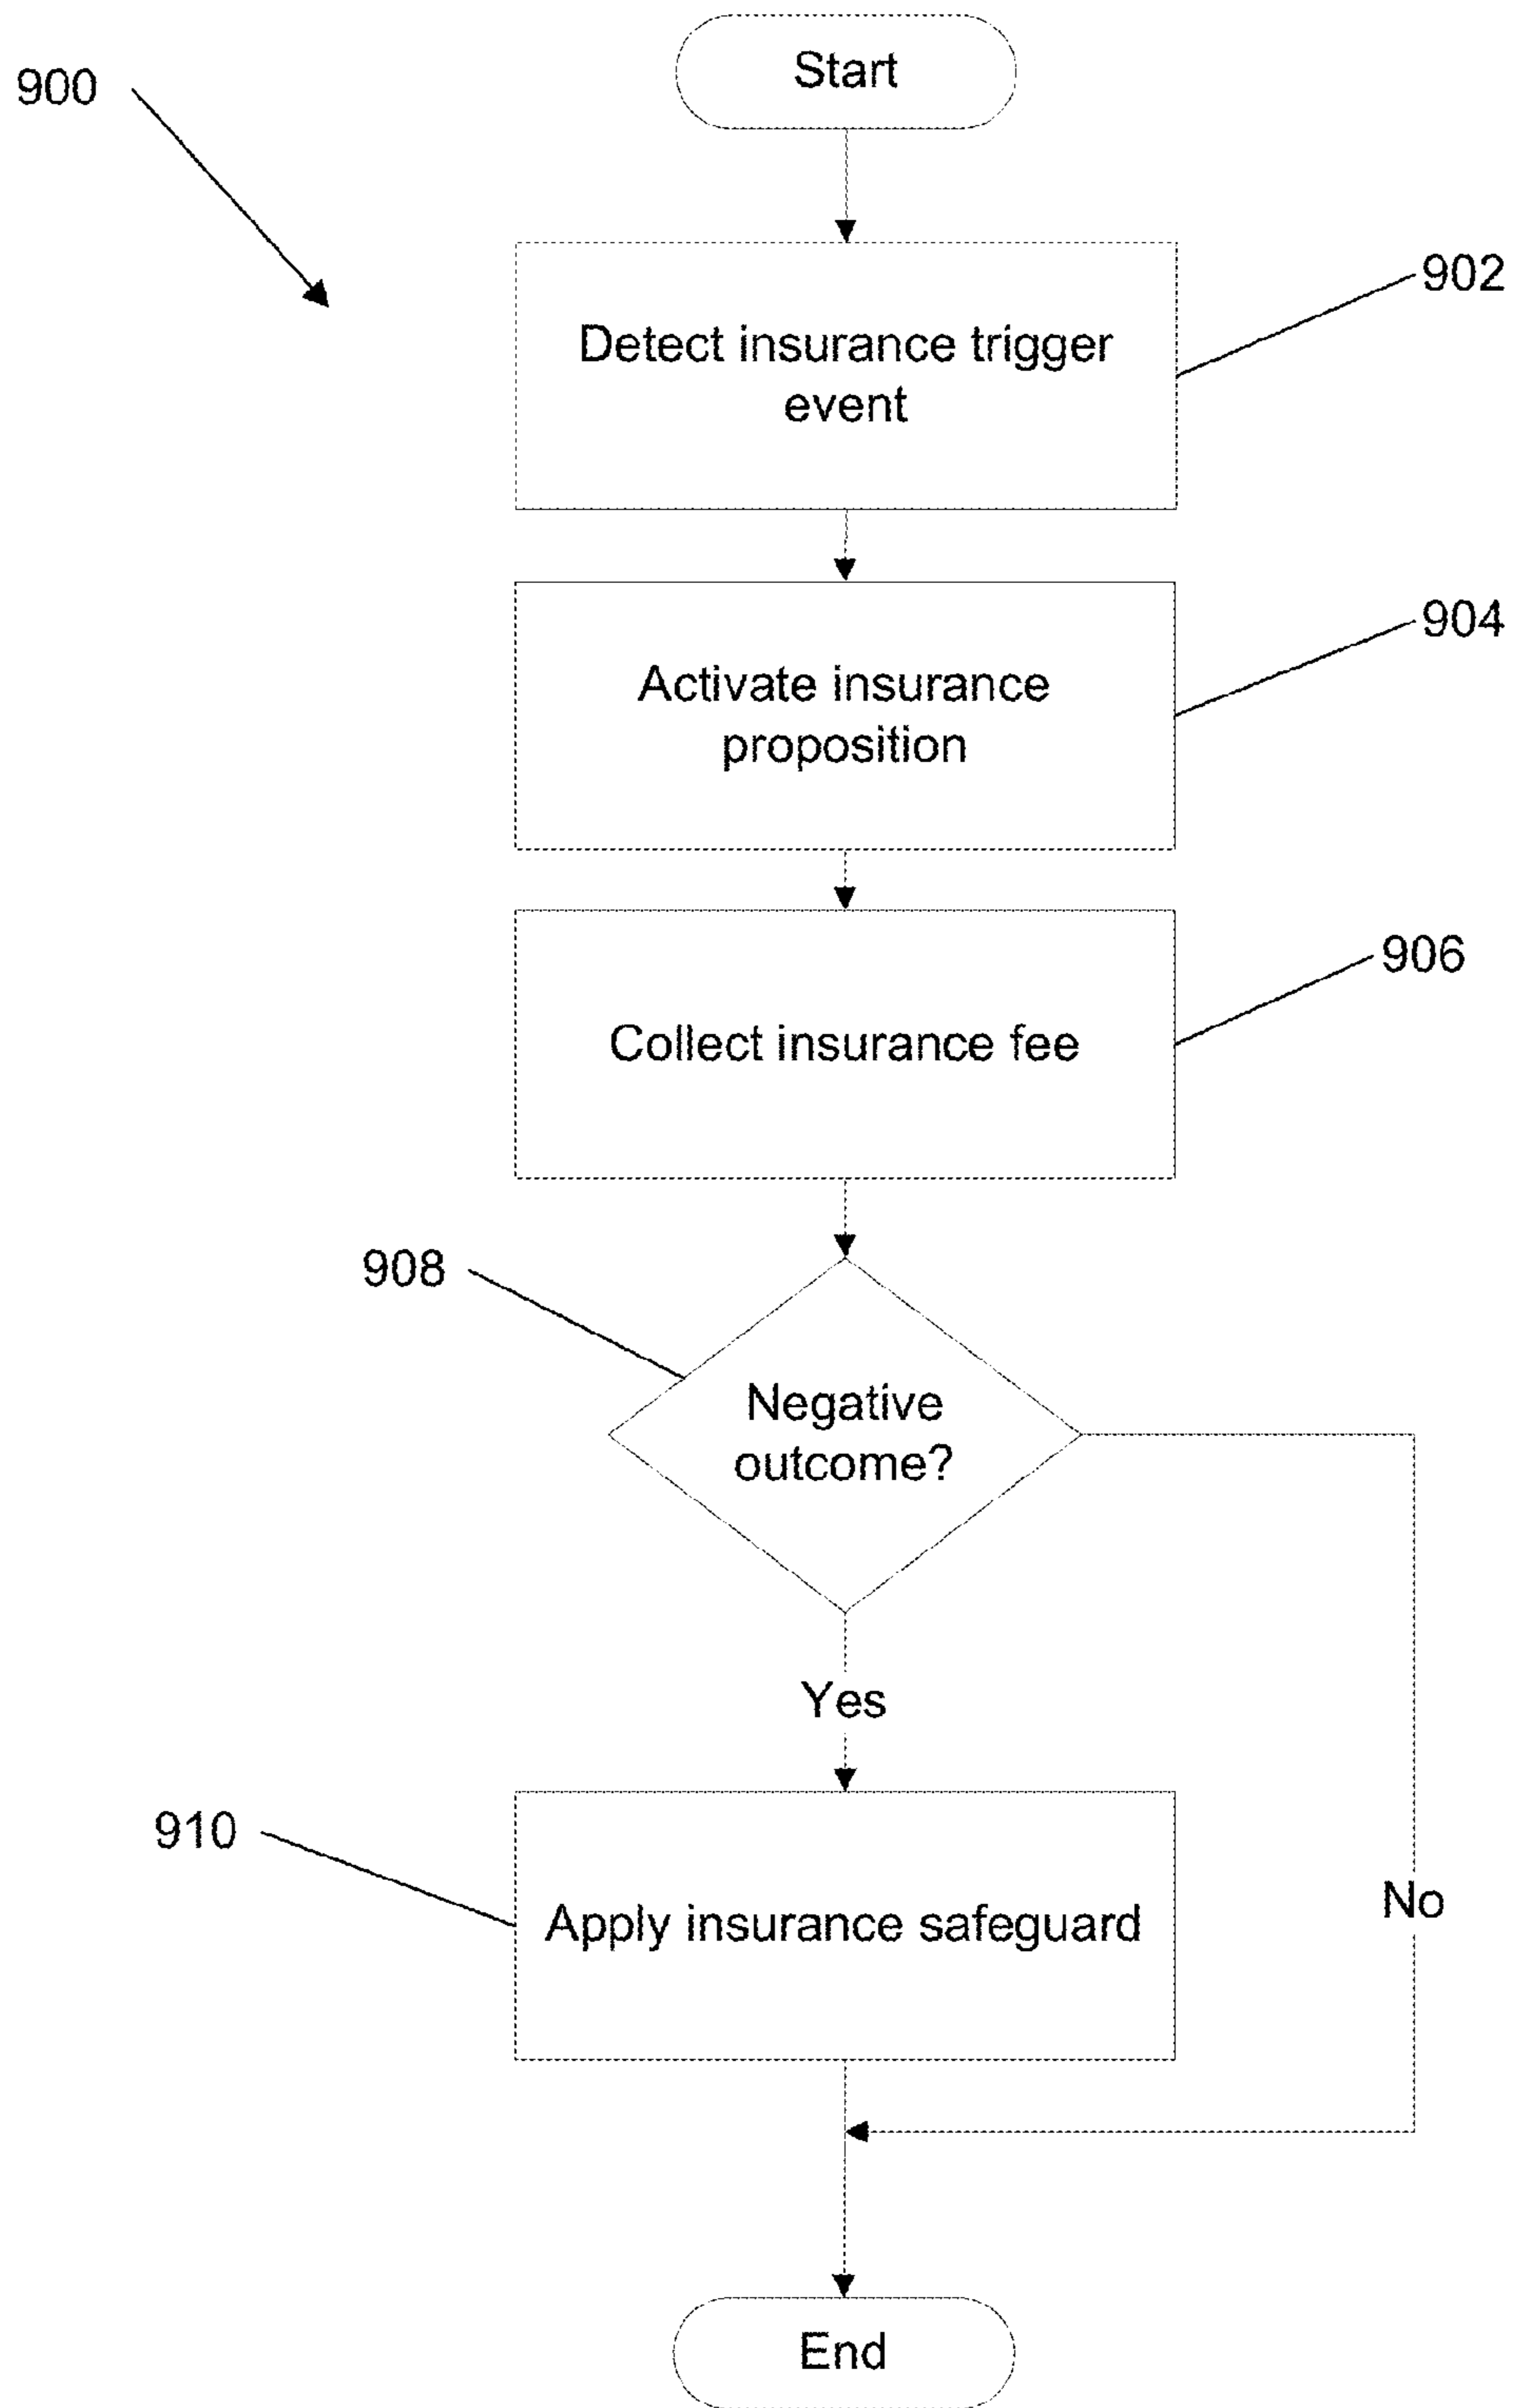 Start
900
902
Detect insurance trigger
event
904
Activate insurance
proposition
906
Collect insurance fee
908
Negative
outcome?
Yes
910
Apply insurance safeguard
No
End